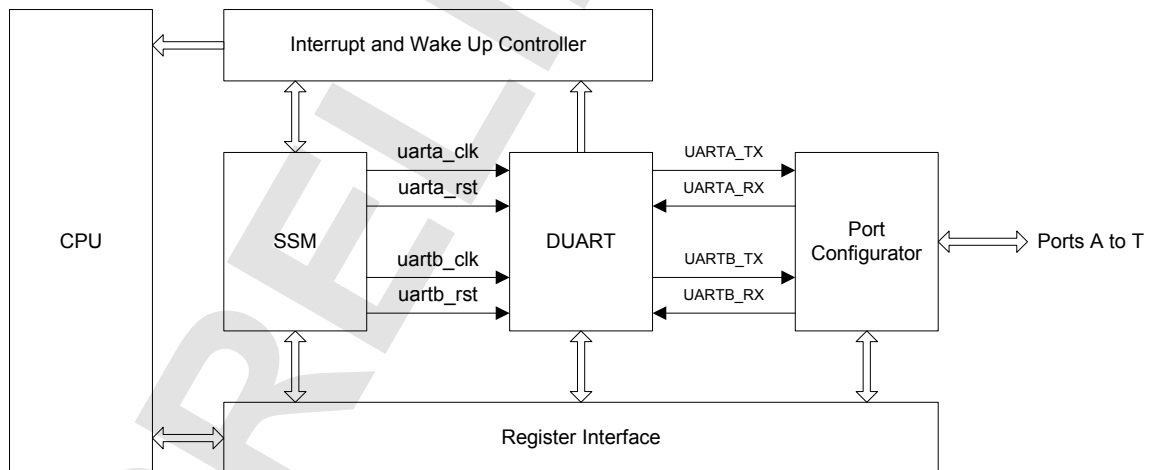 Interrupt and Wake Up Controller
uarta_clk
UARTA_TX
uarta_rst
UARTA_RX
CPU
SSM
DUART
Port
Configurator
Ports A to T
uartb_clk
UARTB_TX
uartb_rst
UARTB_RX
Register Interface